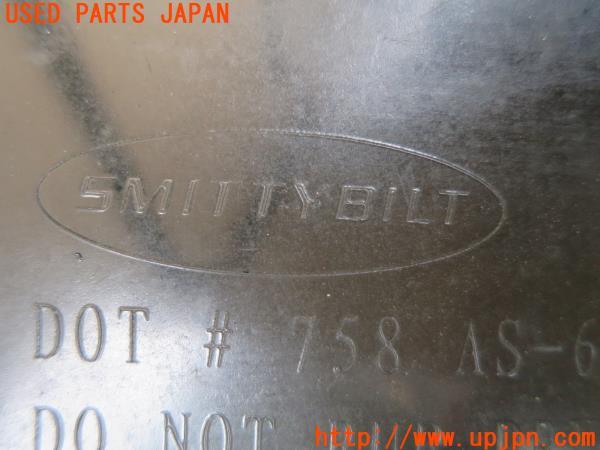 USED PARTS JAPAN
SMITTYBILT
DOT # 758 AS-6
DO NOT
http://www.upjpn.com